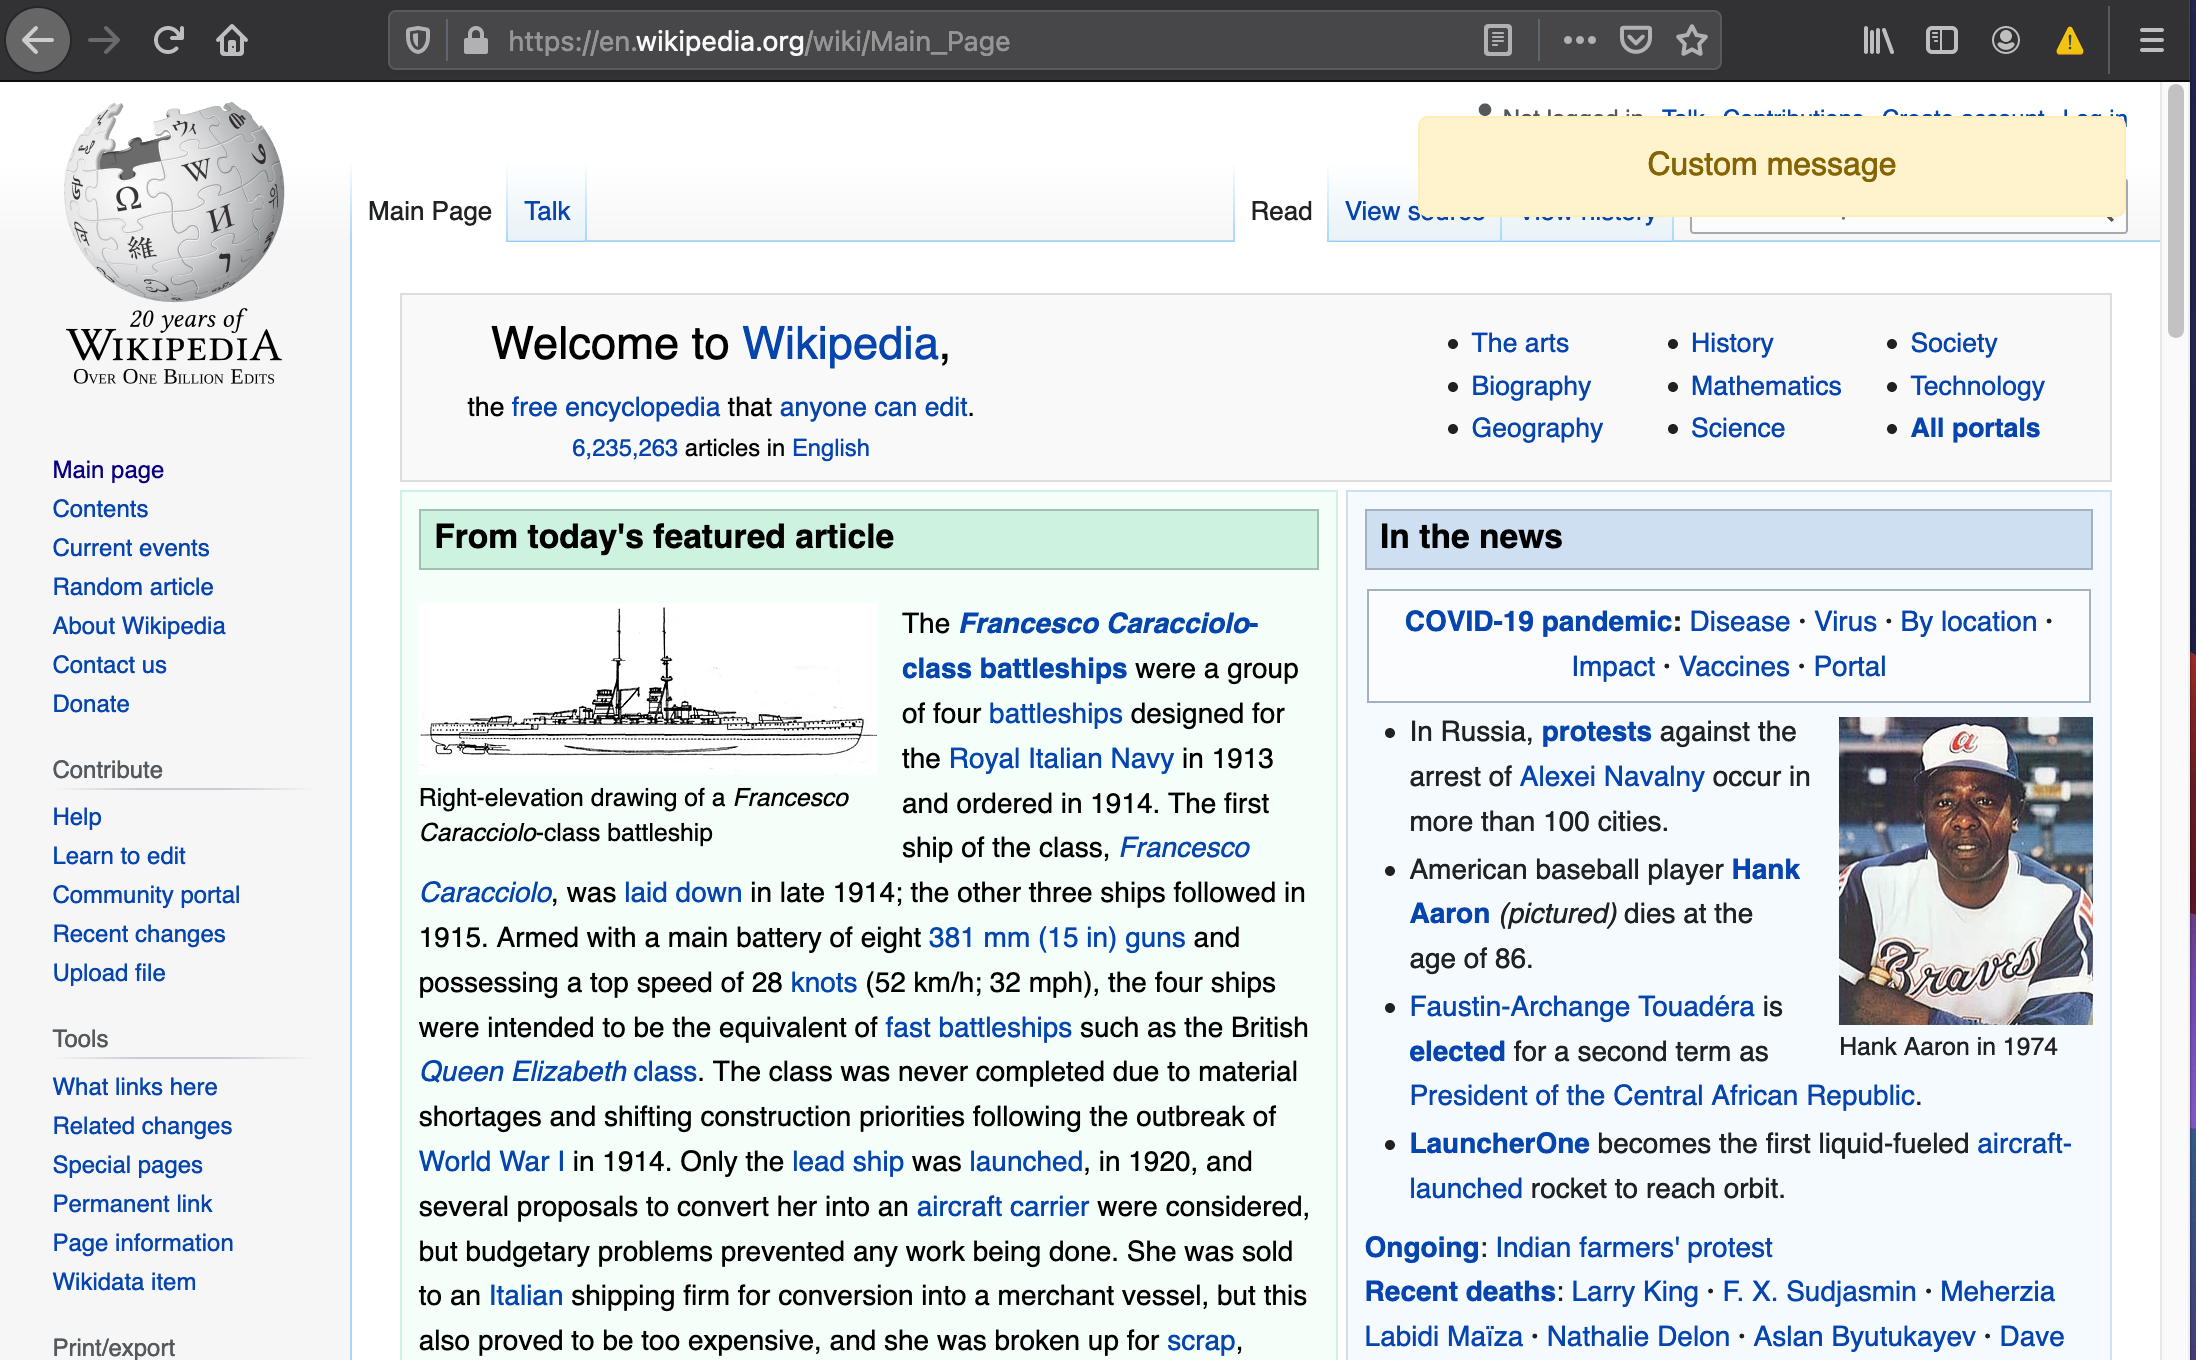 https://en.wikipedia.org/wiki/Main_Page
Not logged in Talk Contributions Create account Log in
Custom message
Main Page Talk Read View source View history
W
Ω
И
維
ウィ
20 years of
WIKIPEDIA
OVER ONE BILLION EDITS
Main page
Contents
Current events
Random article
About Wikipedia
Contact us
Donate
Contribute
Help
Learn to edit
Community portal
Recent changes
Upload file
Tools
What links here
Related changes
Special pages
Permanent link
Page information
Wikidata item
Print/export
Welcome to Wikipedia,
the free encyclopedia that anyone can edit.
6,235,263 articles in English
• The arts
• Biography
• Geography
• History
• Mathematics
• Science
• Society
• Technology
• All portals
From today's featured article
Right-elevation drawing of a Francesco
Caracciolo-class battleship
The Francesco Caracciolo-
class battleships were a group
of four battleships designed for
the Royal Italian Navy in 1913
and ordered in 1914. The first
ship of the class, Francesco
Caracciolo, was laid down in late 1914; the other three ships followed in
1915. Armed with a main battery of eight 381 mm (15 in) guns and
possessing a top speed of 28 knots (52 km/h; 32 mph), the four ships
were intended to be the equivalent of fast battleships such as the British
Queen Elizabeth class. The class was never completed due to material
shortages and shifting construction priorities following the outbreak of
World War I in 1914. Only the lead ship was launched, in 1920, and
several proposals to convert her into an aircraft carrier were considered,
but budgetary problems prevented any work being done. She was sold
to an Italian shipping firm for conversion into a merchant vessel, but this
also proved to be too expensive, and she was broken up for scrap,
In the news
COVID-19 pandemic: Disease · Virus · By location ·
Impact · Vaccines · Portal
• In Russia, protests against the
arrest of Alexei Navalny occur in
more than 100 cities.
• American baseball player Hank
Aaron (pictured) dies at the
age of 86.
• Faustin-Archange Touadéra is
elected for a second term as
President of the Central African Republic.
• LauncherOne becomes the first liquid-fueled aircraft-
launched rocket to reach orbit.
a
Braves
Hank Aaron in 1974
Ongoing: Indian farmers' protest
Recent deaths: Larry King · F. X. Sudjasmin · Meherzia
Labidi Maïza · Nathalie Delon · Aslan Byutukayev · Dave